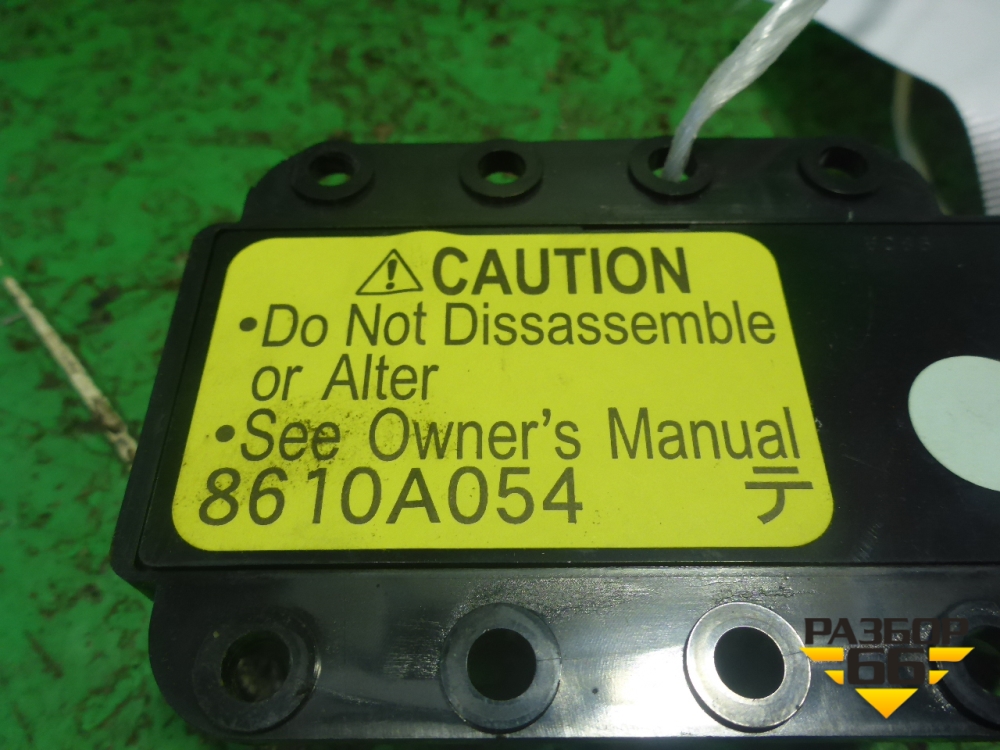 CAUTION
•Do Not Dissassemble
or Alter
•See Owner's Manual
8610A054 テ
РАЗБОР
66